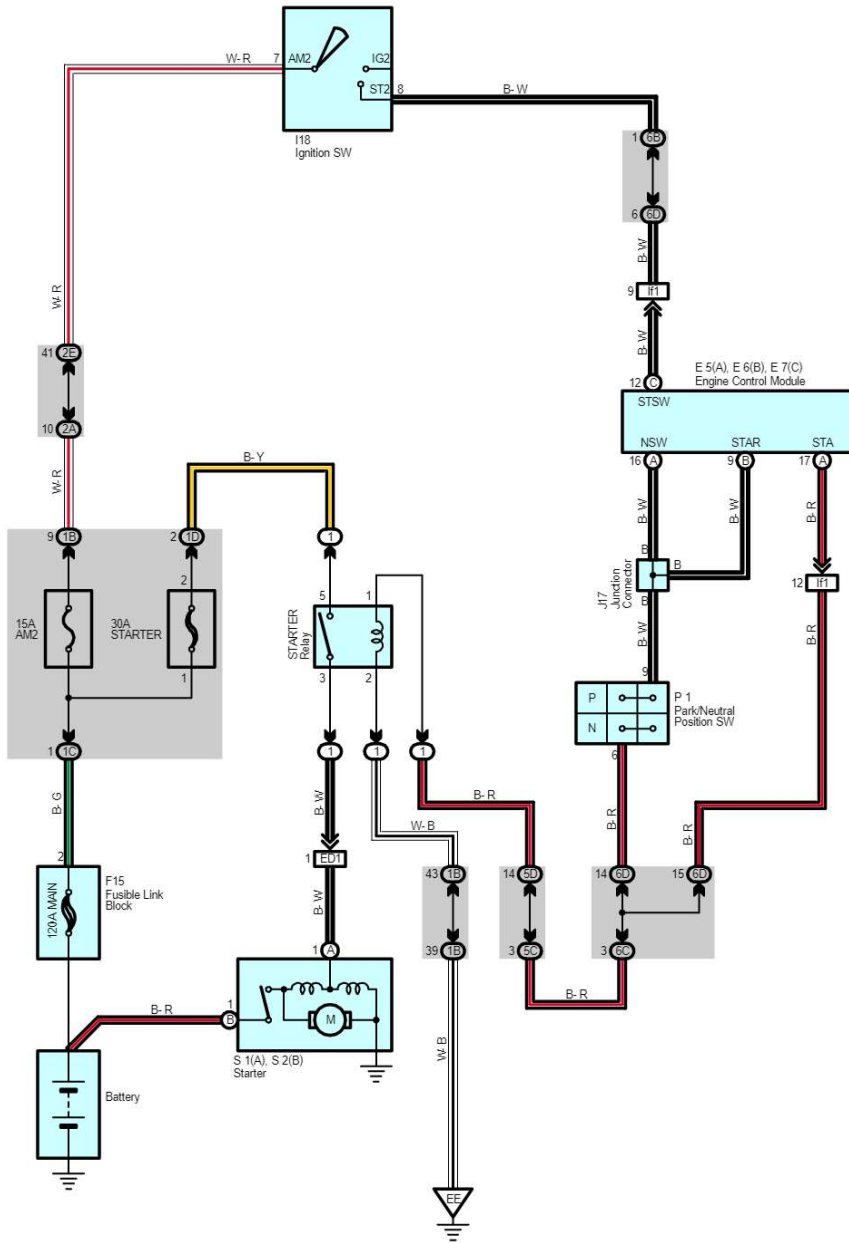 W-R 7 AM2 IG2
ST2 8 B-W
I18
Ignition SW
1 6B
6 6D
B-W
9 If1
B-W
W-R
41 2E
10 2A
W-R
E 5(A), E 6(B), E 7(C)
Engine Control Module
12 C
STSW
NSW STAR STA
16 A 9 B 17 A
B-Y
9 1B 2 1D 1
B-W
B-W
B-R
B
B
B
J17
Junction
Connector
12 If1
2
15A
AM2
30A
STARTER
1
5 1
STARTER
Relay
3 2
B-W
B-R
9
P
N
P 1
Park/Neutral
Position SW
6
1 1C
1 1 1
B-G
B-W
W-B
B-R
B-R
B-R
2
120A MAIN
F15
Fusible Link
Block
1 ED1
B-W
43 1B
14 5D
14 6D
15 6D
39 1B
3 5C
3 6C
B-R
1 A
B-R
1
B
M
S 1(A), S 2(B)
Starter
W-B
Battery
EE